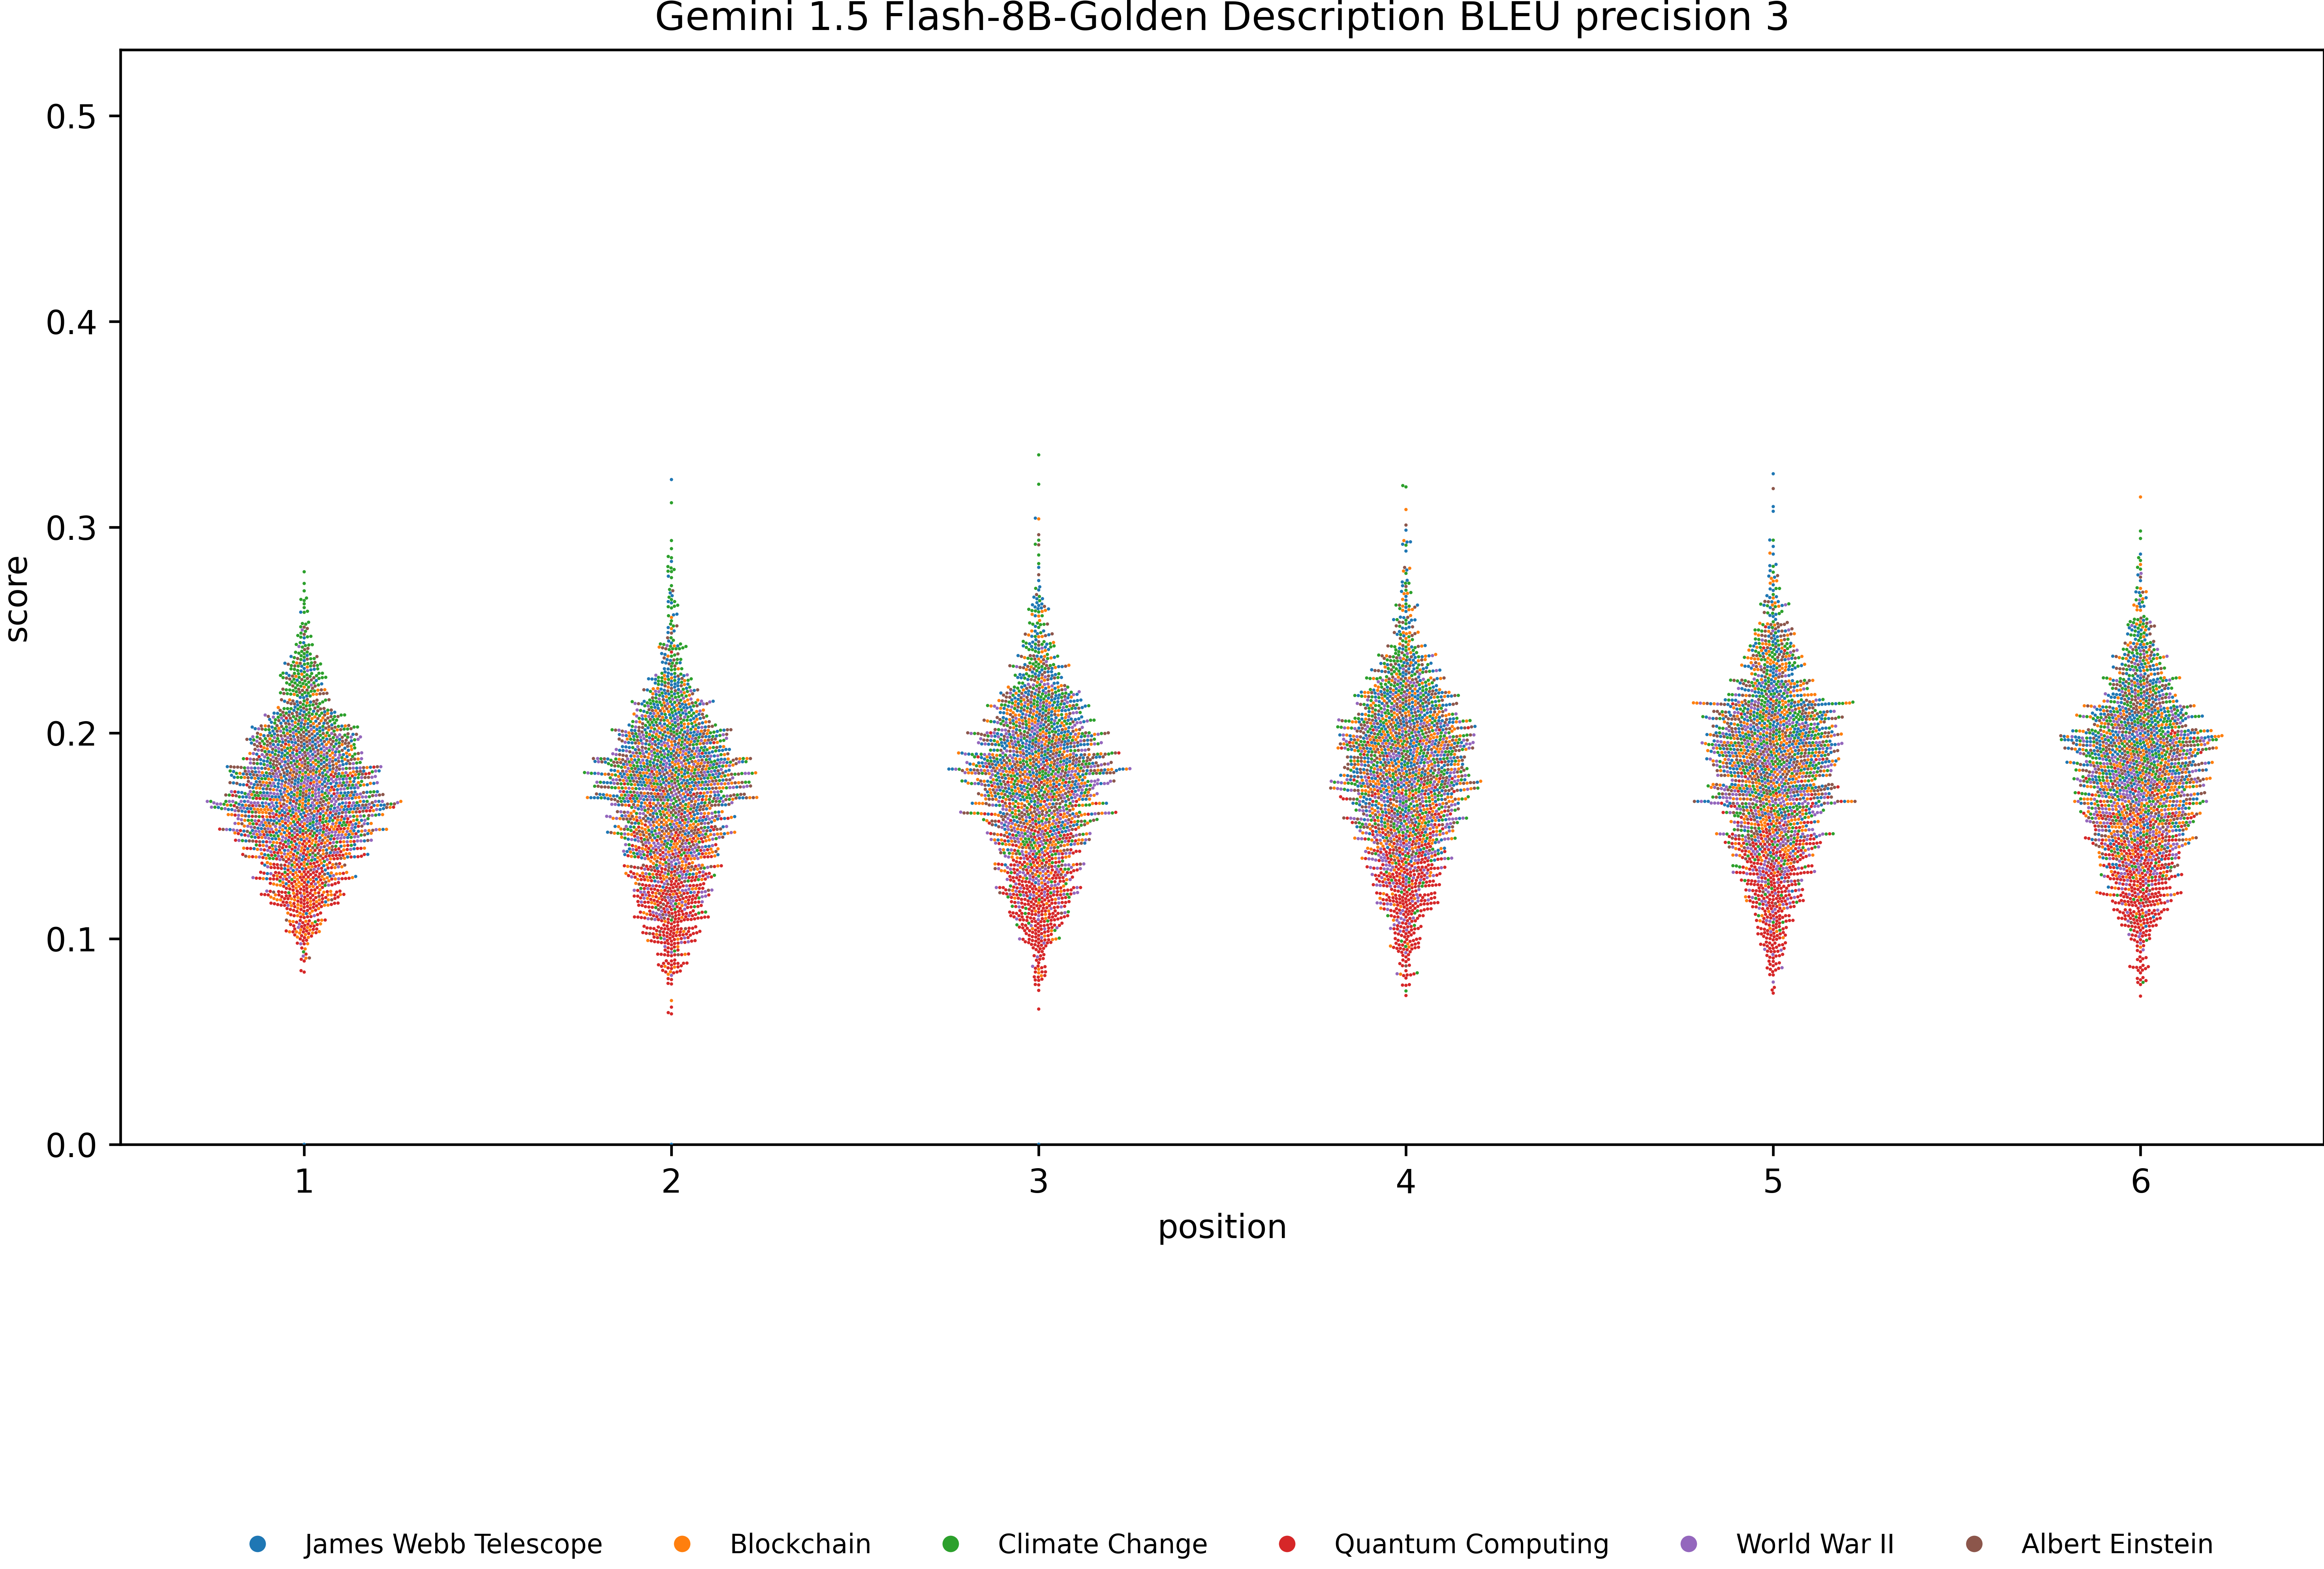 Gemini 1.5 Flash-8B-Golden Description BLEU precision 3
0.5
0.4
0.3
0.2
0.1
0.0
score
1 2 3 4 5 6
position
James Webb Telescope Blockchain Climate Change Quantum Computing World War II Albert Einstein